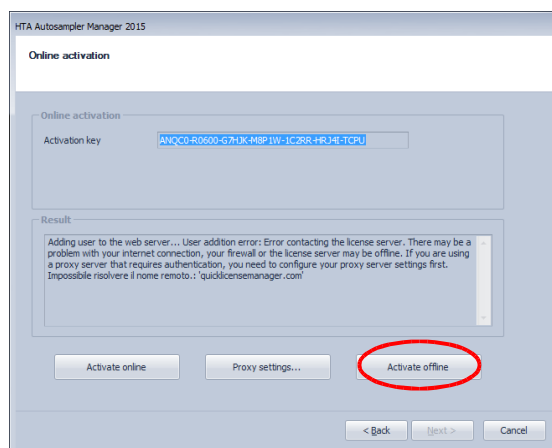 HTA Autosampler Manager 2015
Online activation
Online activation
Activation key
ANQC0-R0600-G7HJK-M8P1W-1C2RR-HRJ4I-TCPU
Result
Adding user to the web server... User addition error: Error contacting the license server. There may be a
problem with your internet connection, your firewall or the license server may be offline. If you are using
a proxy server that requires authentication, you need to configure your proxy server settings first.
Impossibile risolvere il nome remoto.: 'quicklicensemanager.com'
Activate online
Proxy settings...
Activate offline
< Back
Next >
Cancel